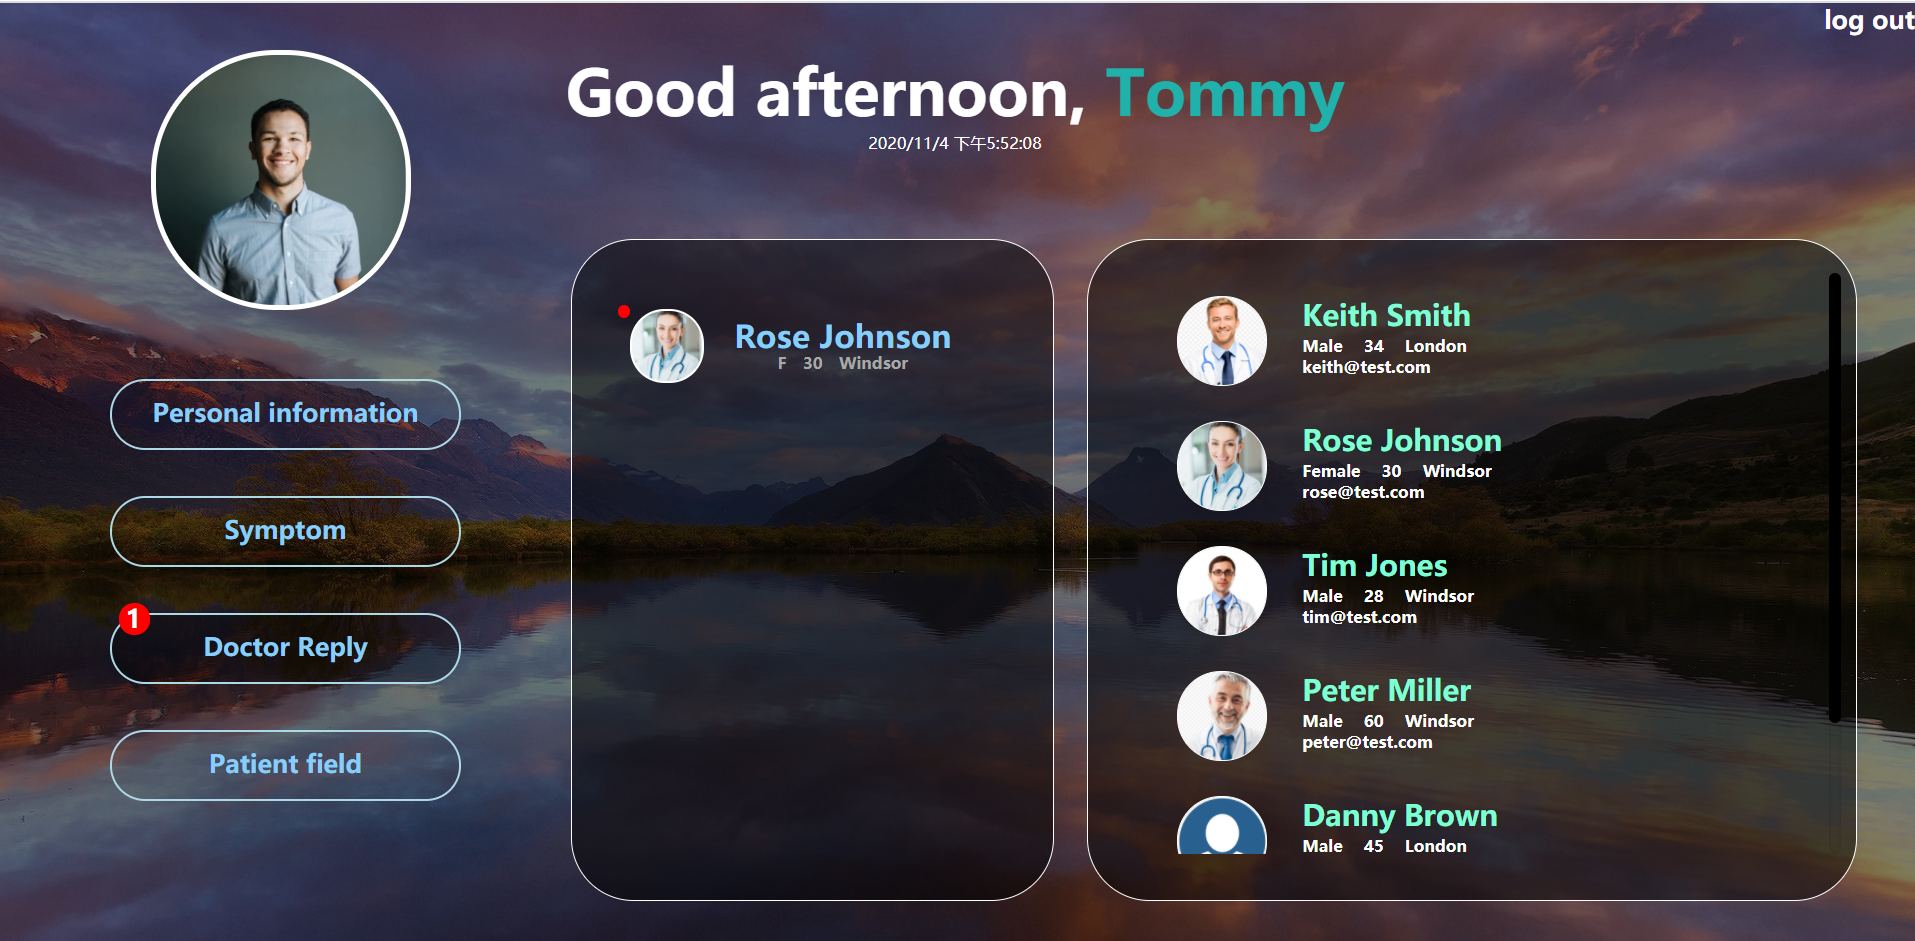 log out
Good afternoon, Tommy
2020/11/4 下午5:52:08
Personal information
Symptom
1
Doctor Reply
Patient field
Rose Johnson
F 30 Windsor
Keith Smith
Male 34 London
keith@test.com
Rose Johnson
Female 30 Windsor
rose@test.com
Tim Jones
Male 28 Windsor
tim@test.com
Peter Miller
Male 60 Windsor
peter@test.com
Danny Brown
Male 45 London